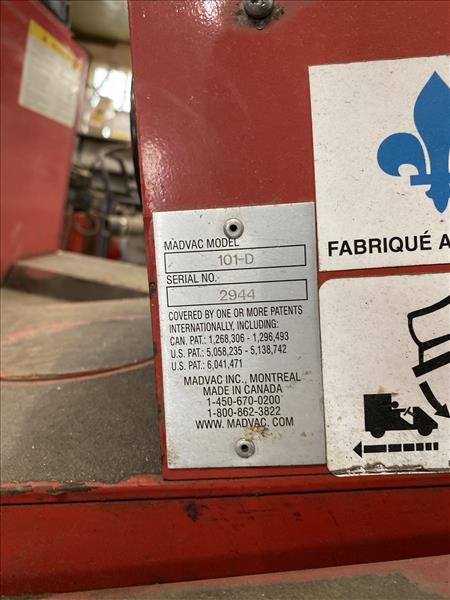 MADVAC MODEL
101-D
SERIAL NO.
2944
COVERED BY ONE OR MORE PATENTS
INTERNATIONALLY, INCLUDING:
CAN. PAT.: 1,268,306 - 1,296,493
U.S. PAT.: 5,058,235 - 5,138,742
U.S. PAT.: 6,041,471
MADVAC INC., MONTREAL
MADE IN CANADA
1-450-670-0200
1-800-862-3822
WWW. MADVAC. COM
FABRIQUÉ A